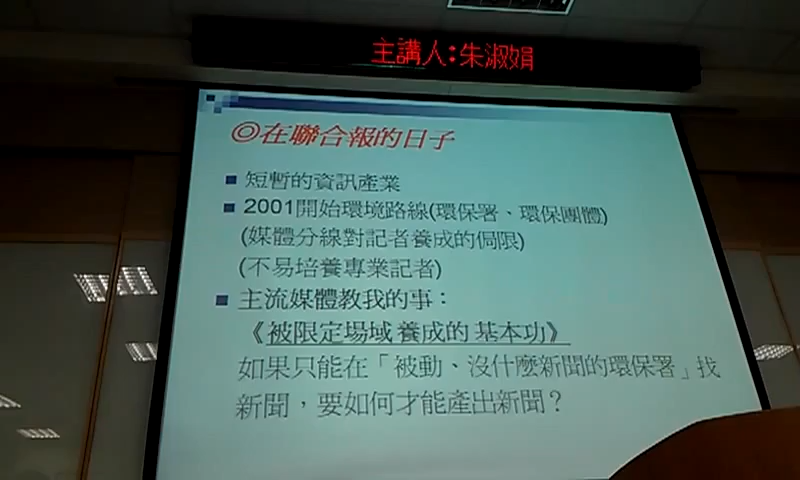 主講人:朱淑娟
◎在聯合報的日子
短暫的資訊產業
2001開始環境路線(環保署、環保團體)
(媒體分線對記者養成的侷限)
(不易培養專業記者)
主流媒體教我的事：
《被限定場域養成的基本功》
如果只能在「被動、沒什麼新聞的環保署」找
新聞，要如何才能產出新聞？